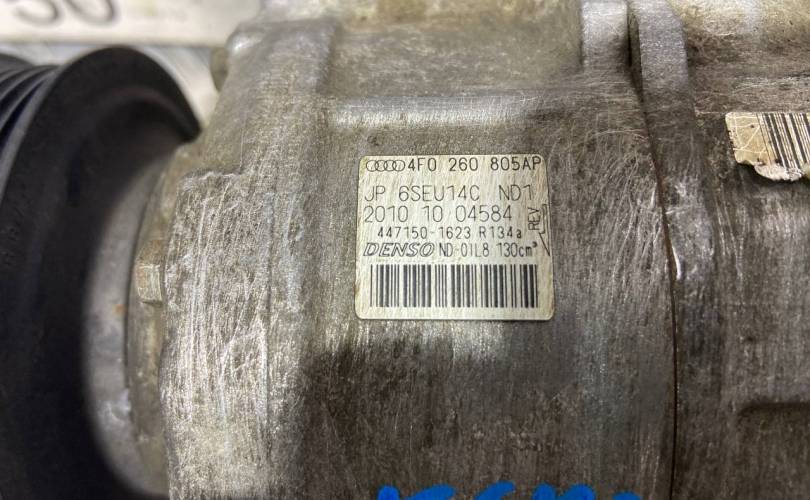 4F0 260 805AP
JP 6SEU14C ND1
2010 10 04584
REV
447150-1623 R134a
DENSO ND-OIL8 130cm³